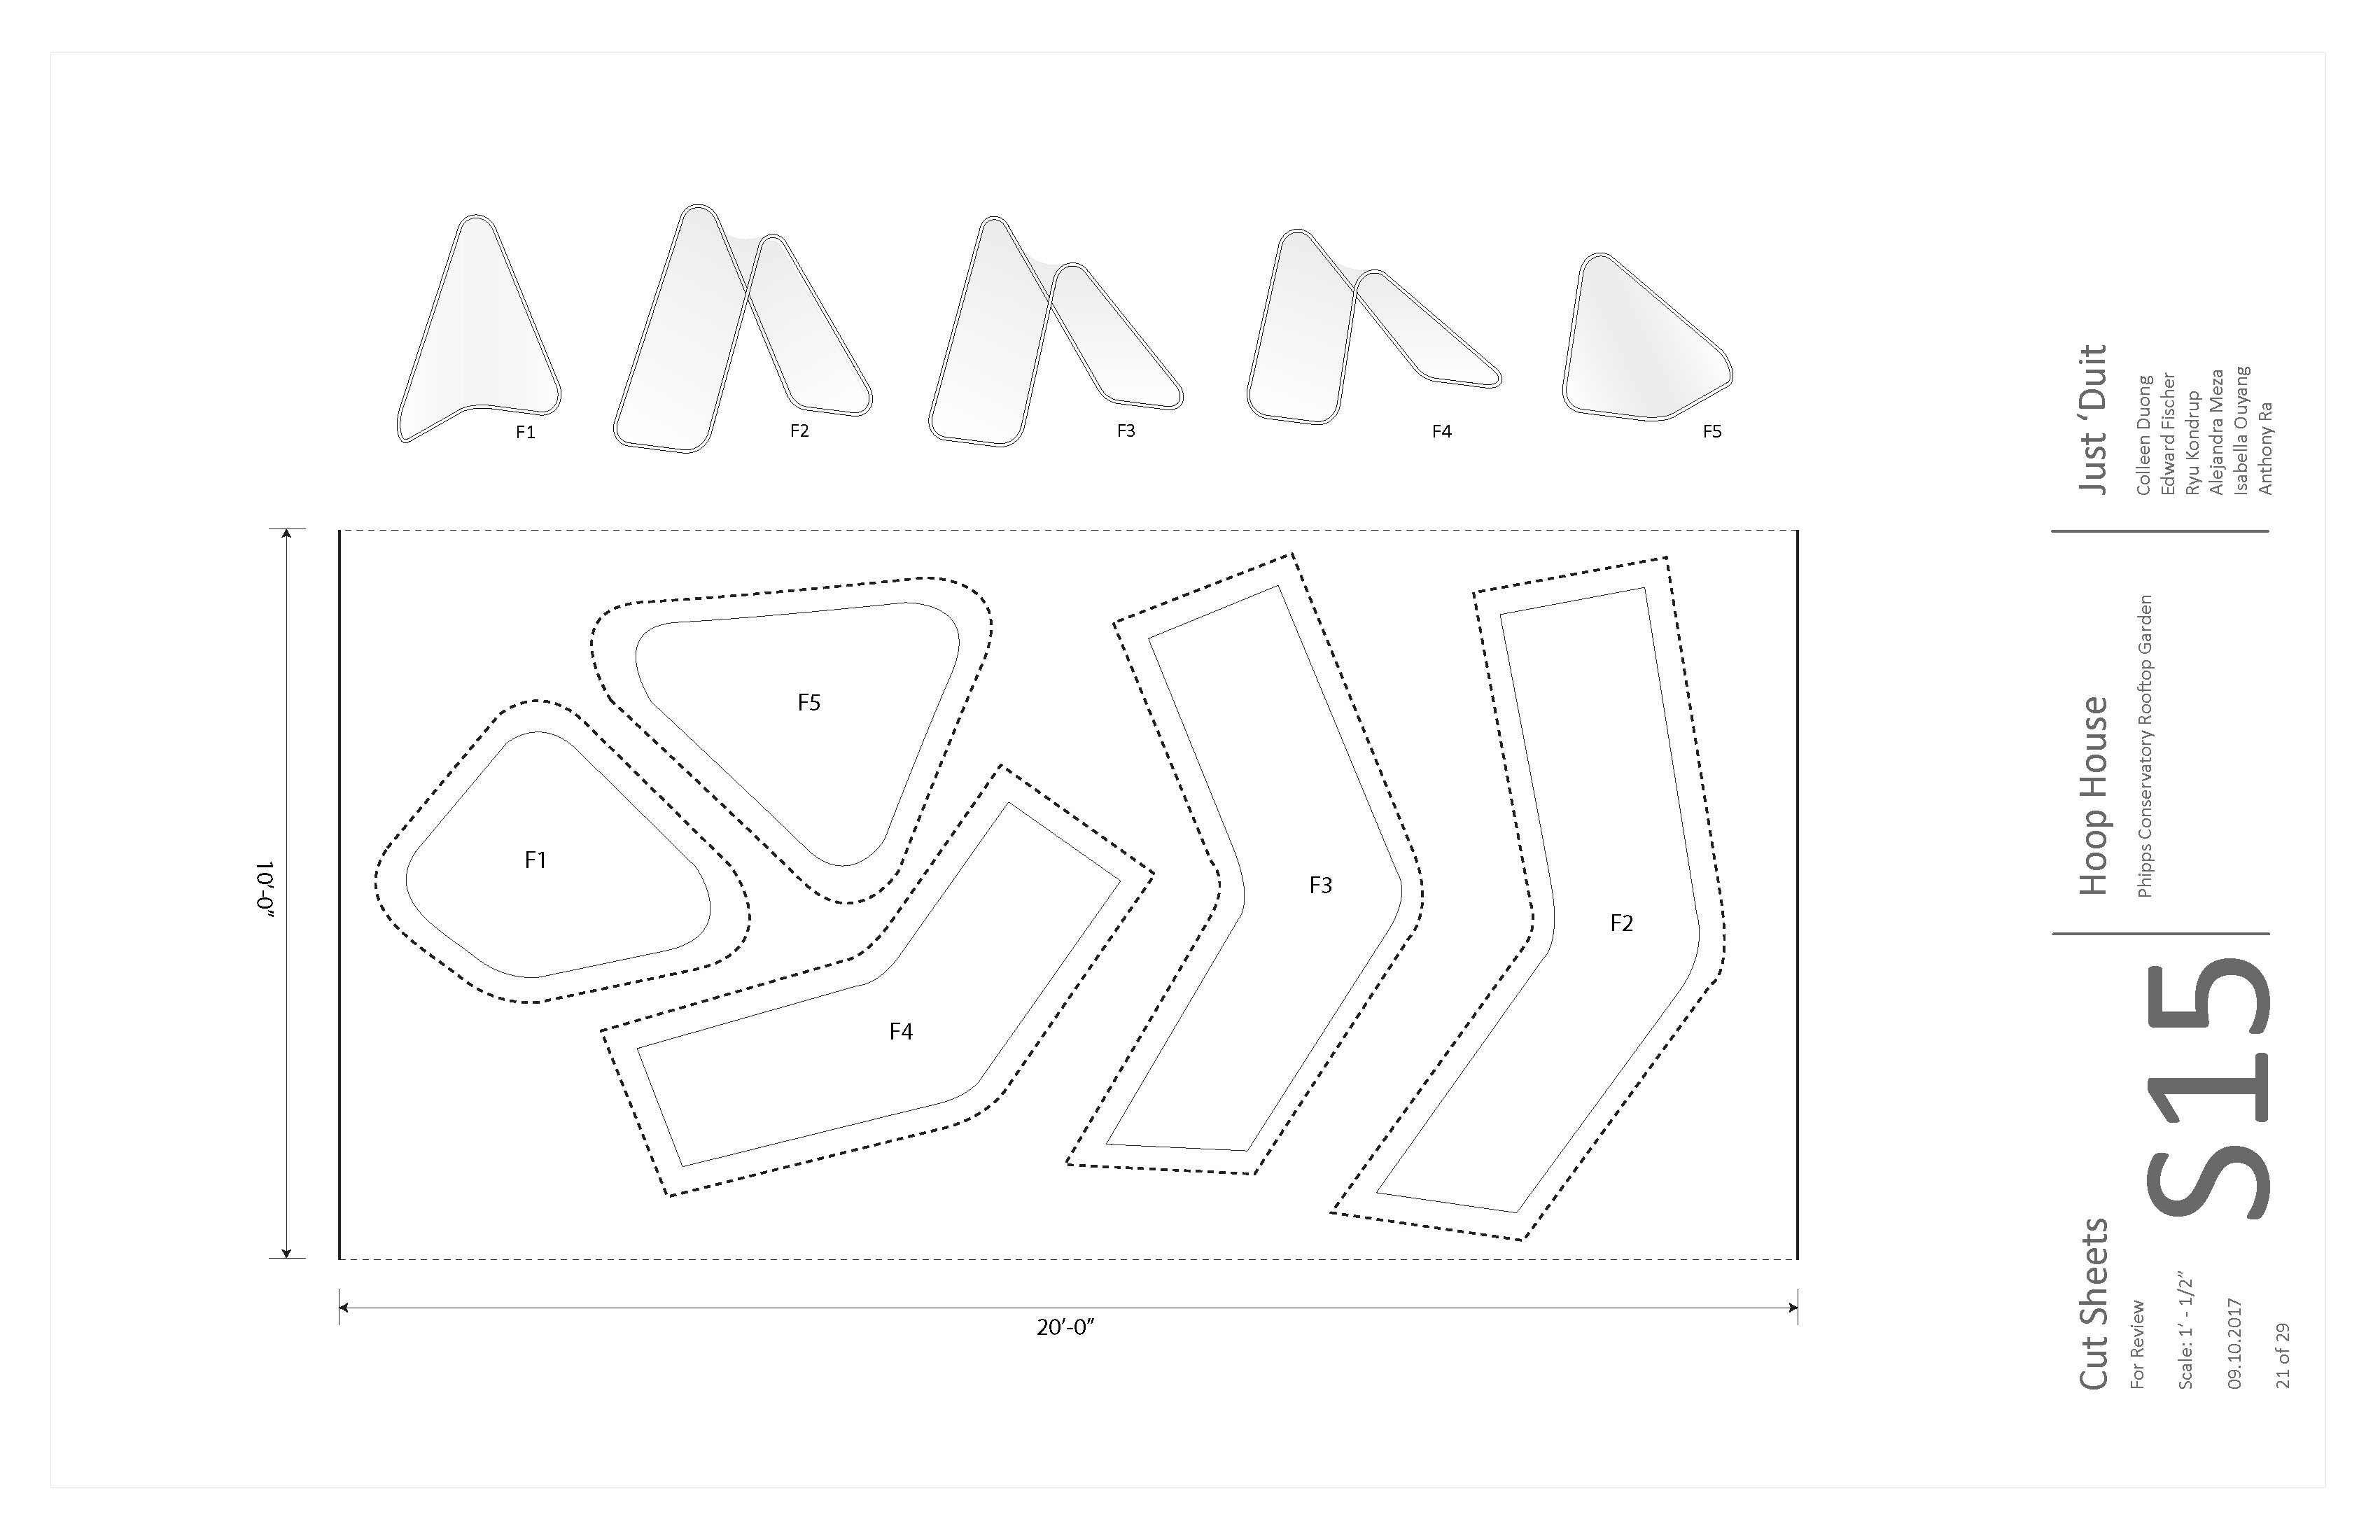 F1
F2
F3
F4
F5
10'-0"
F5
F1
F3
F2
F4
20'-0"
Just ‘Duit
Colleen Duong
Edward Fischer
Ryu Kondrup
Alejandra Meza
Isabella Ouyang
Anthony Ra
Hoop House
Phipps Conservatory Rooftop Garden
Cut Sheets
For Review
Scale: 1’ - 1/2”
09.10.2017
21 of 29
S15